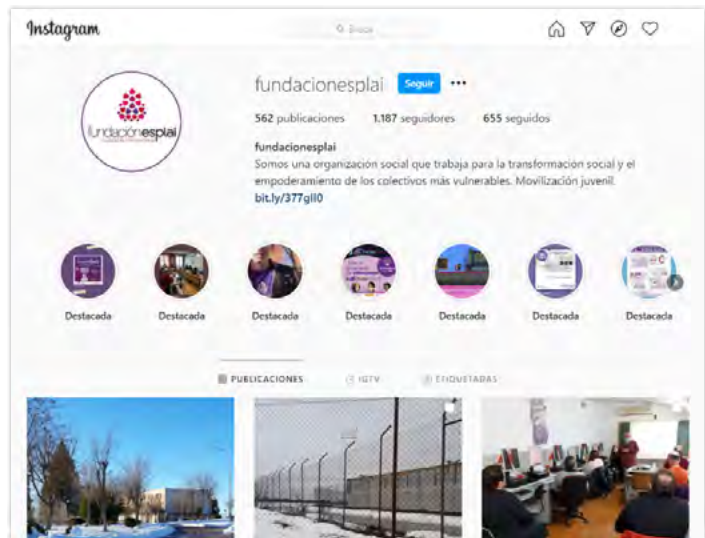 Instagram
Busca
fundacionesplai Seguir
562 publicaciones 1.187 seguidores 655 seguidos
fundacionesplai
Somos una organización social que trabaja para la transformación social y el
empoderamiento de los colectivos más vulnerables. Movilización juvenil.
bit.ly/377gII0
fundaciónesplai
Destacada Destacada Destacada Destacada Destacada Destacada Destacada
PUBLICACIONES IGTV ETIQUETADAS